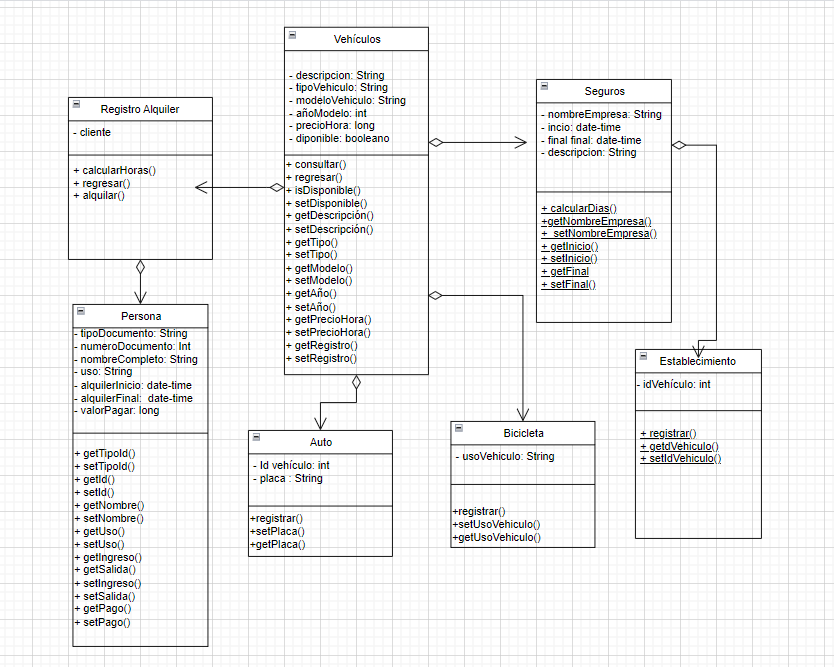 Vehículos
- descripcion: String
- tipoVehiculo: String
- modeloVehiculo: String
- añoModelo: int
- precioHora: long
- diponible: booleano
+ consultar()
+ regresar()
+ isDisponible()
+ setDisponible()
+ getDescripción()
+ setDescripción()
+ getTipo()
+ setTipo()
+ getModelo()
+ setModelo()
+ getAño()
+ setAño()
+ getPrecioHora()
+ setPrecioHora()
+ getRegistro()
+ setRegistro()
Registro Alquiler
- cliente
+ calcularHoras()
+ regresar()
+ alquilar()
Seguros
- nombreEmpresa: String
- incio: date-time
- final final: date-time
- descripcion: String
+ calcularDias()
+getNombreEmpresa()
+ setNombreEmpresa()
+ getInicio()
+ setInicio()
+ getFinal
+ setFinal()
Persona
- tipoDocumento: String
- numeroDocumento: Int
- nombreCompleto: String
- uso: String
- alquilerInicio: date-time
- alquilerFinal: date-time
- valorPagar: long
+ getTipoId()
+ setTipoId()
+ getId()
+ setId()
+ getNombre()
+ setNombre()
+ getUso()
+ setUso()
+ getIngreso()
+ getSalida()
+ setIngreso()
+ setSalida()
+ getPago()
+ setPago()
Auto
- Id vehículo: int
- placa : String
+registrar()
+setPlaca()
+getPlaca()
Bicicleta
- usoVehiculo: String
+registrar()
+setUsoVehiculo()
+getUsoVehiculo()
Establecimiento
- idVehículo: int
+ registrar()
+ getdVehiculo()
+ setIdVehiculo()